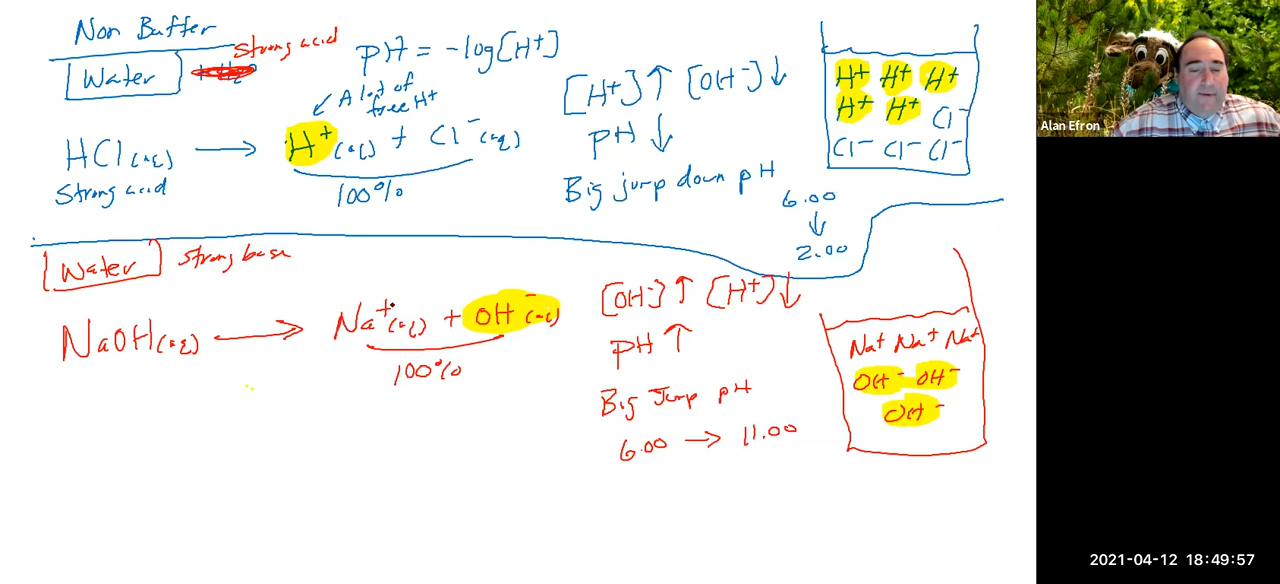 Non Buffer
Water
Strong acid
pH = -log[H+]
A lot of
free H+
HCl(aq) → H+(aq) + Cl-(aq)
Strong acid
100%
[H+]↑ [OH-]↓
pH ↓
Big jump down pH
6.00
↓
2.00
H+ H+ H+
H+ H+ Cl-
Cl- Cl- Cl-
Alan Efron
Water
Strong base
NaOH(aq) → Na+(aq) + OH-(aq)
100%
[OH-]↑ [H+]↓
pH ↑
Big Jump pH
6.00 → 11.00
Na+ Na+ Na+
OH- OH-
OH-
2021-04-12 18:49:57